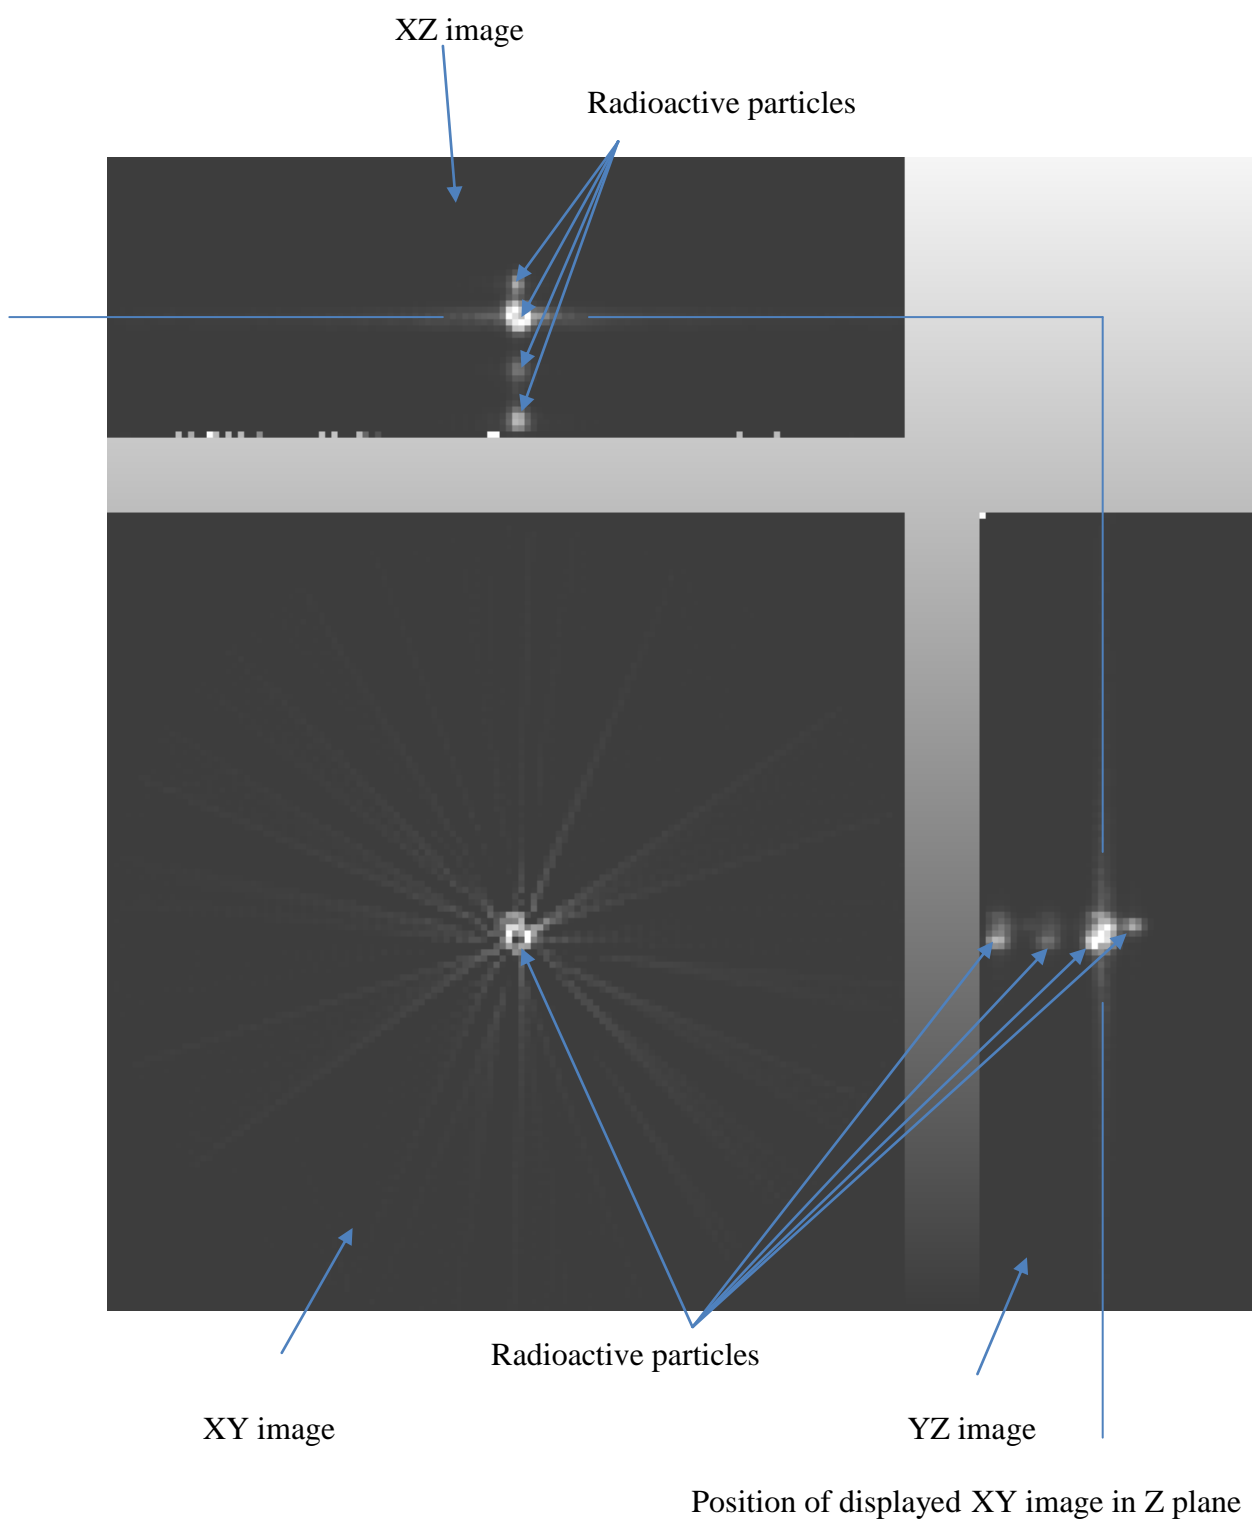 XZ image
Radioactive particles
Radioactive particles
XY image
YZ image
Position of displayed XY image in Z plane